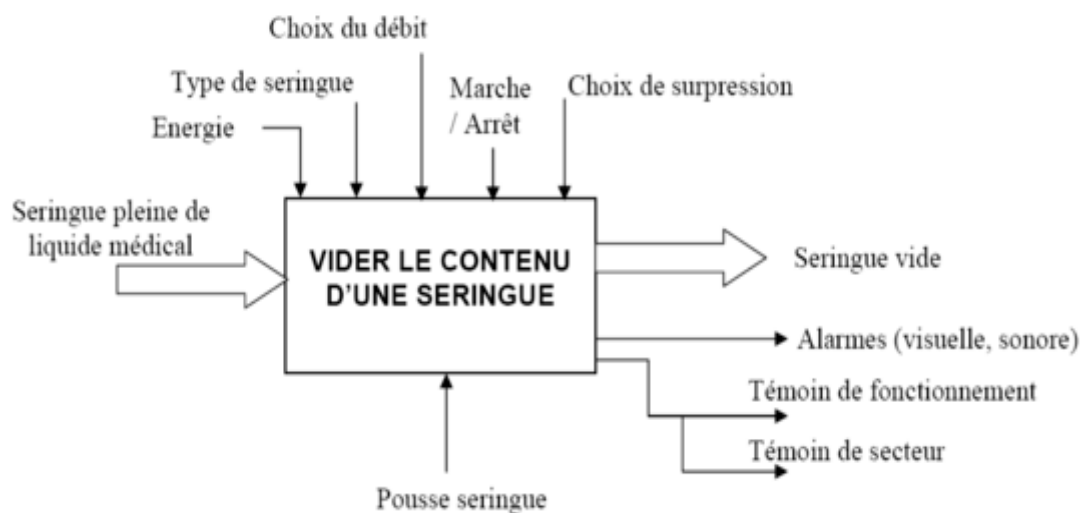 Choix du débit
Type de seringue
Marche
/ Arrêt
Choix de surpression
Energie
Seringue pleine de
liquide médical
VIDER LE CONTENU
D'UNE SERINGUE
Seringue vide
Alarmes (visuelle, sonore)
Témoin de fonctionnement
Témoin de secteur
Pousse seringue